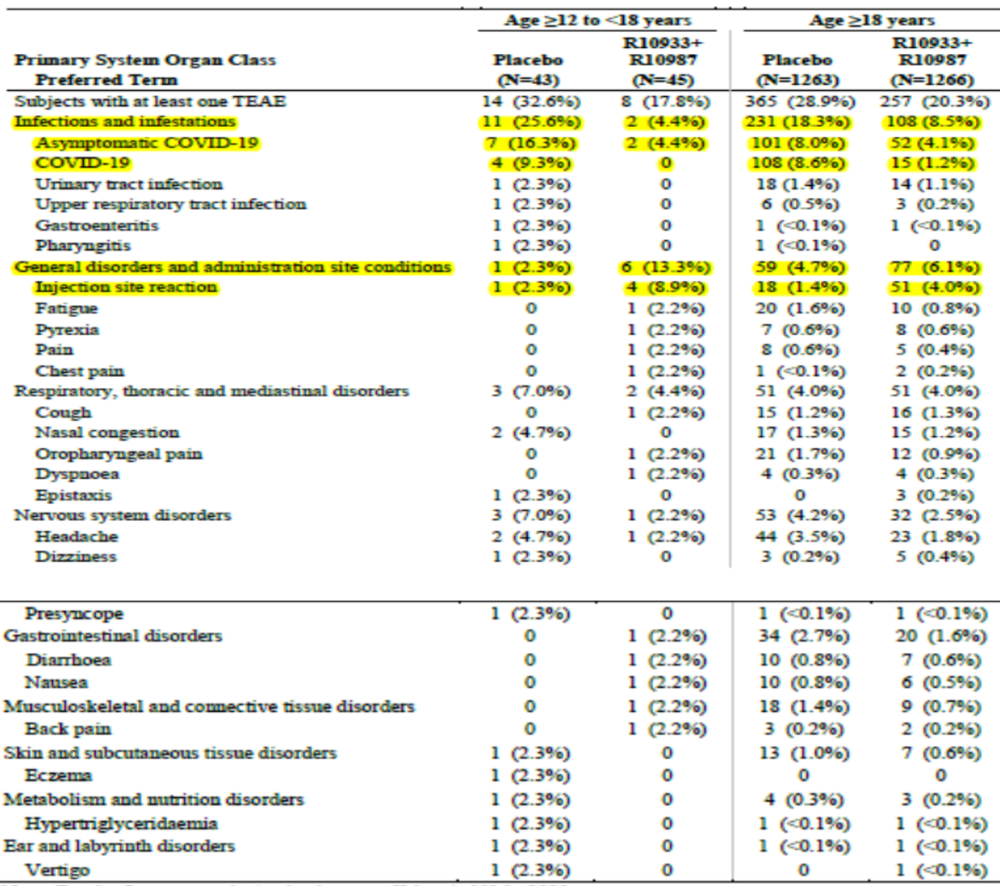 Age ≥12 to <18 years Age ≥18 years
R10933+ R10933+
Primary System Organ Class Placebo R10987 Placebo R10987
Preferred Term (N=43) (N=45) (N=1263) (N=1266)
Subjects with at least one TEAE 14 (32.6%) 8 (17.8%) 365 (28.9%) 257 (20.3%)
Infections and infestations 11 (25.6%) 2 (4.4%) 231 (18.3%) 108 (8.5%)
Asymptomatic COVID-19 7 (16.3%) 2 (4.4%) 101 (8.0%) 52 (4.1%)
COVID-19 4 (9.3%) 0 108 (8.6%) 15 (1.2%)
Urinary tract infection 1 (2.3%) 0 18 (1.4%) 14 (1.1%)
Upper respiratory tract infection 1 (2.3%) 0 6 (0.5%) 3 (0.2%)
Gastroenteritis 1 (2.3%) 0 1 (<0.1%) 1 (<0.1%)
Pharyngitis 1 (2.3%) 0 1 (<0.1%) 0
General disorders and administration site conditions 1 (2.3%) 6 (13.3%) 59 (4.7%) 77 (6.1%)
Injection site reaction 1 (2.3%) 4 (8.9%) 18 (1.4%) 51 (4.0%)
Fatigue 0 1 (2.2%) 20 (1.6%) 10 (0.8%)
Pyrexia 0 1 (2.2%) 7 (0.6%) 8 (0.6%)
Pain 0 1 (2.2%) 8 (0.6%) 5 (0.4%)
Chest pain 0 1 (2.2%) 1 (<0.1%) 2 (0.2%)
Respiratory, thoracic and mediastinal disorders 3 (7.0%) 2 (4.4%) 51 (4.0%) 51 (4.0%)
Cough 0 1 (2.2%) 15 (1.2%) 16 (1.3%)
Nasal congestion 2 (4.7%) 0 17 (1.3%) 15 (1.2%)
Oropharyngeal pain 0 1 (2.2%) 21 (1.7%) 12 (0.9%)
Dyspnoea 0 1 (2.2%) 4 (0.3%) 4 (0.3%)
Epistaxis 1 (2.3%) 0 0 3 (0.2%)
Nervous system disorders 3 (7.0%) 1 (2.2%) 53 (4.2%) 32 (2.5%)
Headache 2 (4.7%) 1 (2.2%) 44 (3.5%) 23 (1.8%)
Dizziness 1 (2.3%) 0 3 (0.2%) 5 (0.4%)
Presyncope 1 (2.3%) 0 1 (<0.1%) 1 (<0.1%)
Gastrointestinal disorders 0 1 (2.2%) 34 (2.7%) 20 (1.6%)
Diarrhoea 0 1 (2.2%) 10 (0.8%) 7 (0.6%)
Nausea 0 1 (2.2%) 10 (0.8%) 6 (0.5%)
Musculoskeletal and connective tissue disorders 0 1 (2.2%) 18 (1.4%) 9 (0.7%)
Back pain 0 1 (2.2%) 3 (0.2%) 2 (0.2%)
Skin and subcutaneous tissue disorders 1 (2.3%) 0 13 (1.0%) 7 (0.6%)
Eczema 1 (2.3%) 0 0 0
Metabolism and nutrition disorders 1 (2.3%) 0 4 (0.3%) 3 (0.2%)
Hypertriglyceridaemia 1 (2.3%) 0 1 (<0.1%) 1 (<0.1%)
Ear and labyrinth disorders 1 (2.3%) 0 1 (<0.1%) 1 (<0.1%)
Vertigo 1 (2.3%) 0 0 1 (<0.1%)